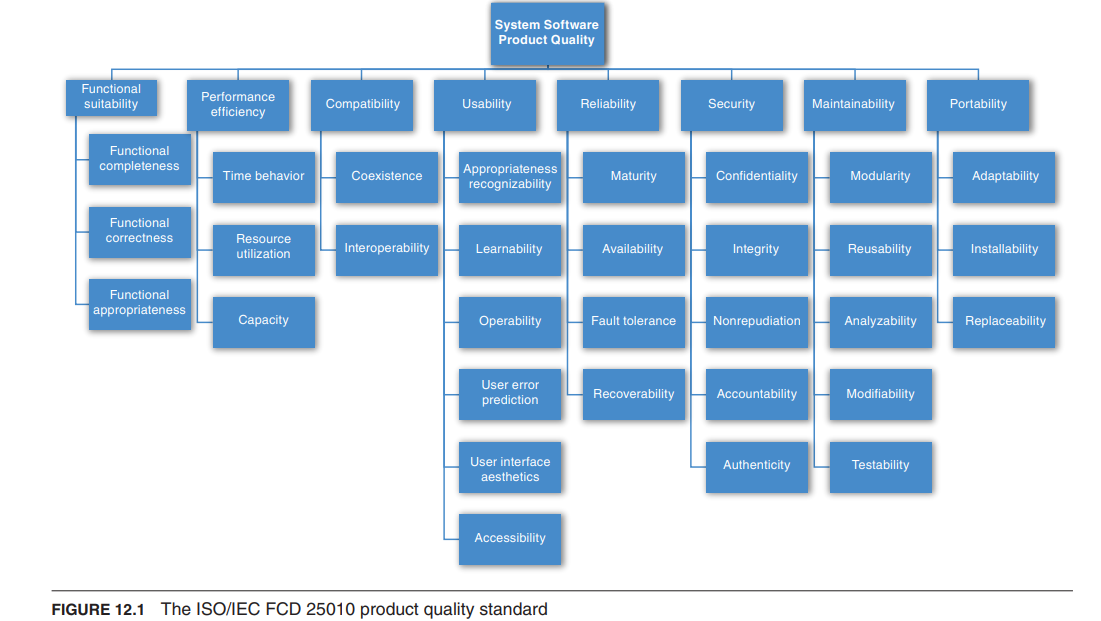 System Software
Product Quality
Functional
suitability
Functional
completeness
Functional
correctness
Functional
appropriateness
Performance
efficiency
Time behavior
Resource
utilization
Capacity
Compatibility
Coexistence
Interoperability
Usability
Appropriateness
recognizability
Learnability
Operability
User error
prediction
User interface
aesthetics
Accessibility
Reliability
Maturity
Availability
Fault tolerance
Recoverability
Security
Confidentiality
Integrity
Nonrepudiation
Accountability
Authenticity
Maintainability
Modularity
Reusability
Analyzability
Modifiability
Testability
Portability
Adaptability
Installability
Replaceability
FIGURE 12.1 The ISO/IEC FCD 25010 product quality standard